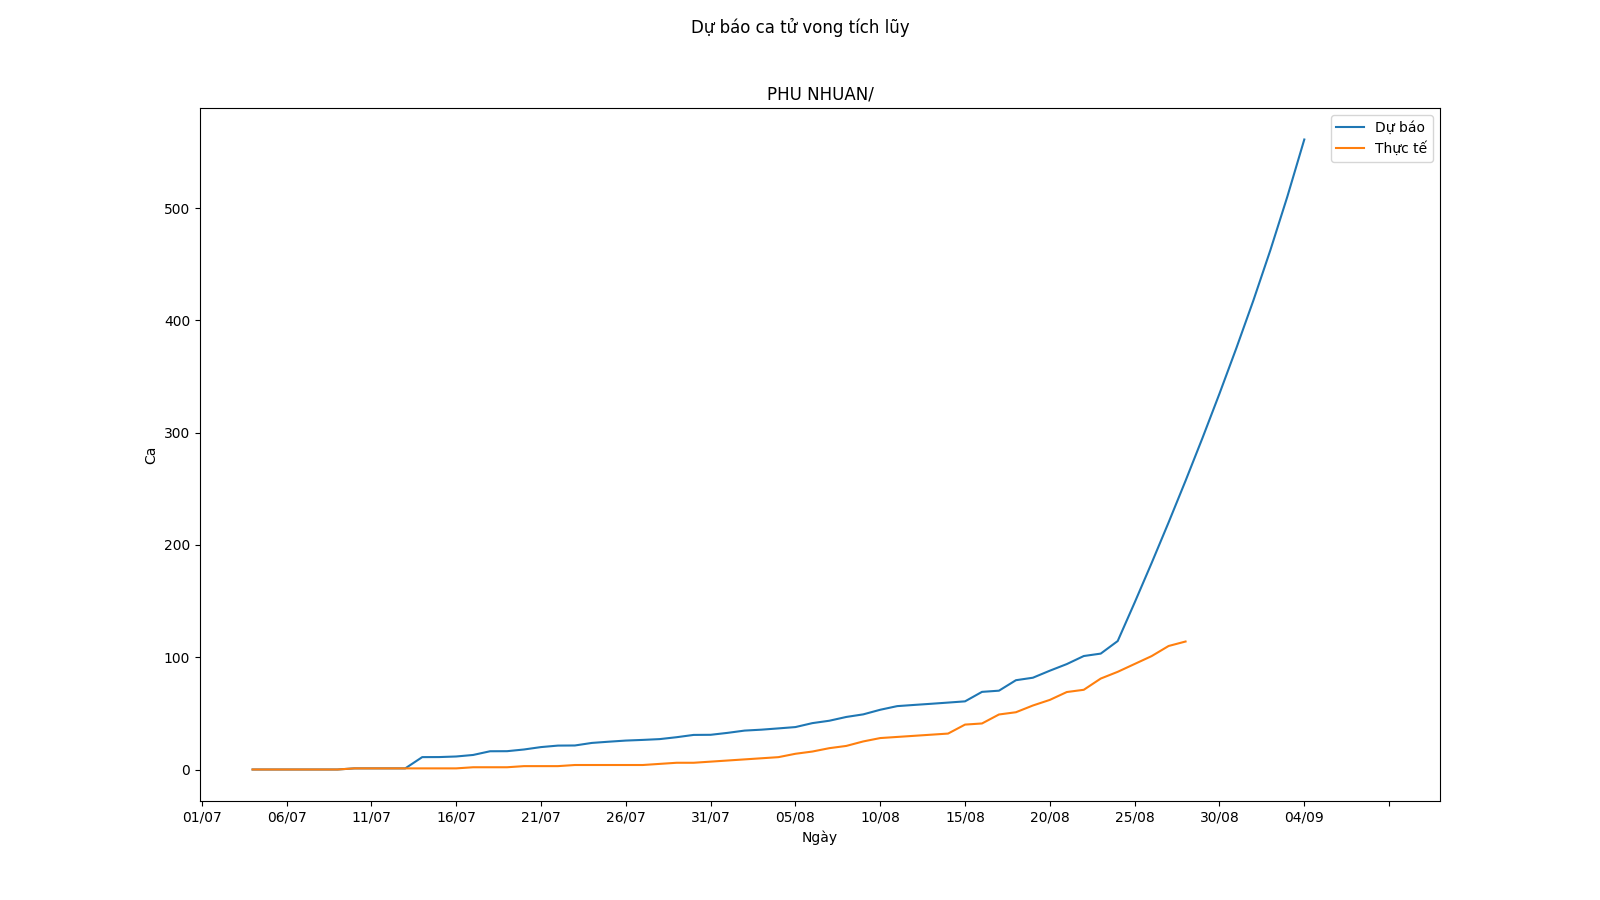 Dự báo ca tử vong tích lũy
PHU NHUAN/
Dự báo
Thực tế
500
400
300
200
100
0
Ca
01/07 06/07 11/07 16/07 21/07 26/07 31/07 05/08 10/08 15/08 20/08 25/08 30/08 04/09
Ngày